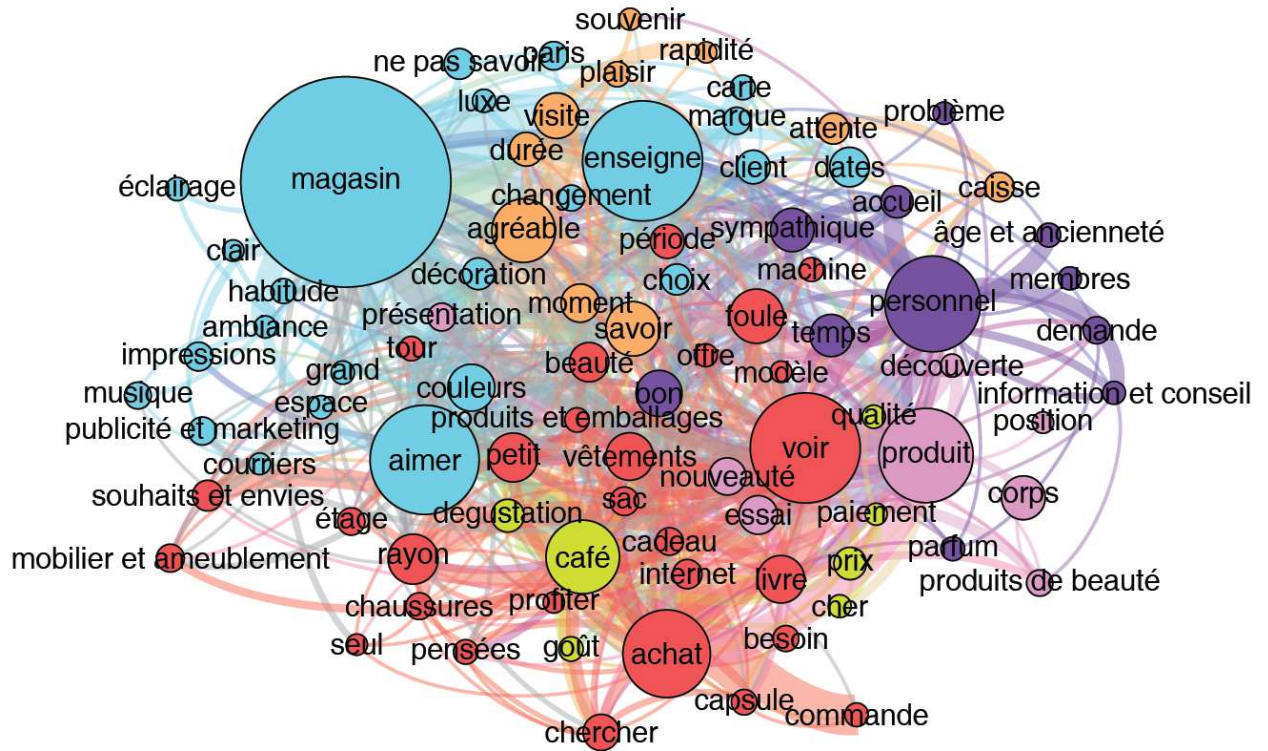 souvenir
ne pas savoir
paris
rapidité
plaisir
luxe
carte
visite
marque
problème
attente
durée
enseigne
client
dates
magasin
éclairage
changement
caisse
accueil
agréable
période
sympathique
âge et ancienneté
clair
décoration
choix
machine
membres
habitude
moment
personnel
présentation
foule
ambiance
savoir
temps
demande
tour
impressions
beauté
offre
découverte
grand
modèle
musique
couleurs
bon
information et conseil
espace
produits et emballages
qualité
position
publicité et marketing
aimer
petit
vêtements
voir
produit
courriers
nouveauté
souhaits et envies
sac
corps
étage
degustation
essai
paiement
mobilier et ameublement
rayon
café
cadeau
parfum
internet
livre
prix
produits de beauté
chaussures
profiter
cher
seul
pensées
goût
achat
besoin
capsule
commande
chercher